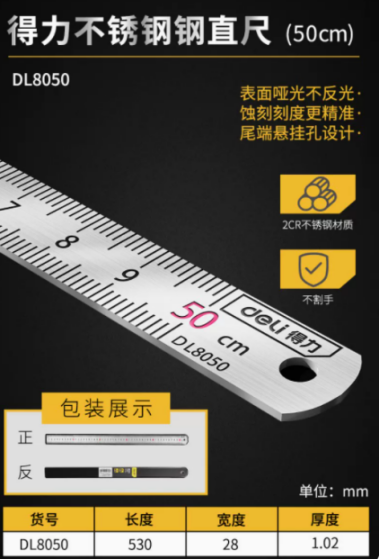 得力不锈钢钢直尺 (50cm)
DL8050
表面哑光不反光·
蚀刻刻度更精准·
尾端悬挂孔设计·
2CR不锈钢材质
不割手
7
8
9
50 cm
deli 得力
DL8050
包装展示
正
反
单位：mm
货号 长度 宽度 厚度
DL8050 530 28 1.02